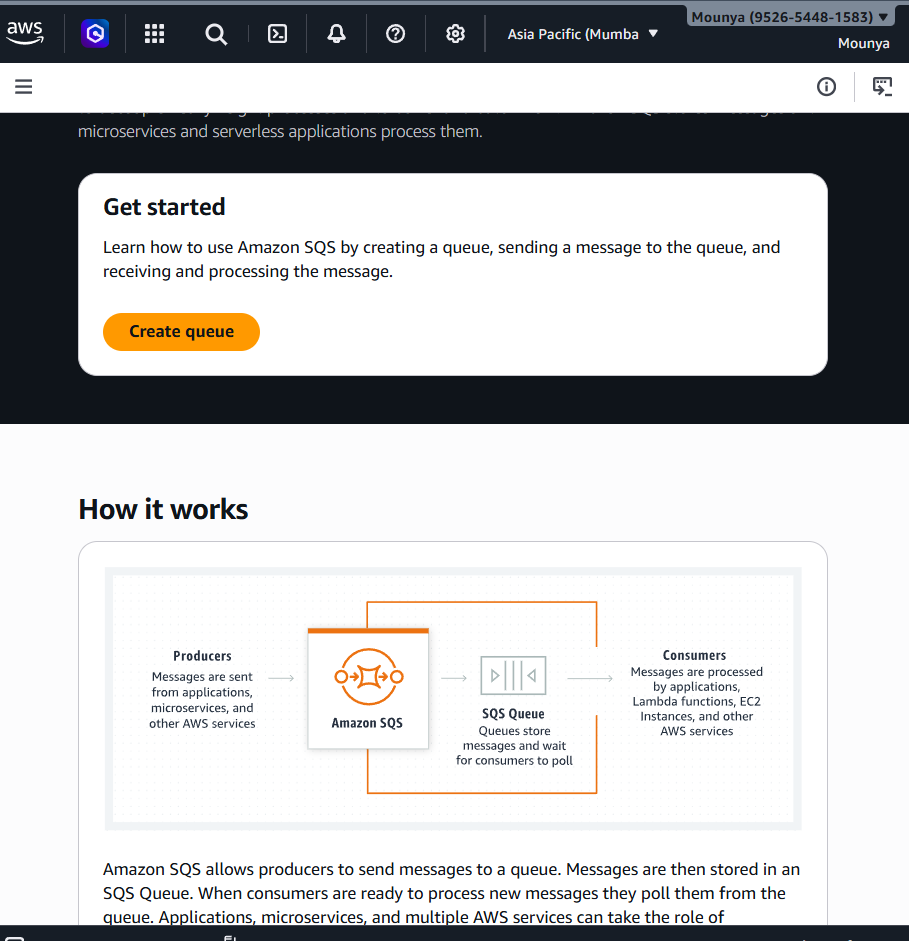 aws
Asia Pacific (Mumba
Mounya (9526-5448-1583)
Mounya
microservices and serverless applications process them.
Get started
Learn how to use Amazon SQS by creating a queue, sending a message to the queue, and
receiving and processing the message.
Create queue
How it works
Producers
Messages are sent
from applications,
microservices, and
other AWS services
Amazon SQS
SQS Queue
Queues store
messages and wait
for consumers to poll
Consumers
Messages are processed
by applications,
Lambda functions, EC2
Instances, and other
AWS services
Amazon SQS allows producers to send messages to a queue. Messages are then stored in an
SQS Queue. When consumers are ready to process new messages they poll them from the
queue. Applications, microservices, and multiple AWS services can take the role of